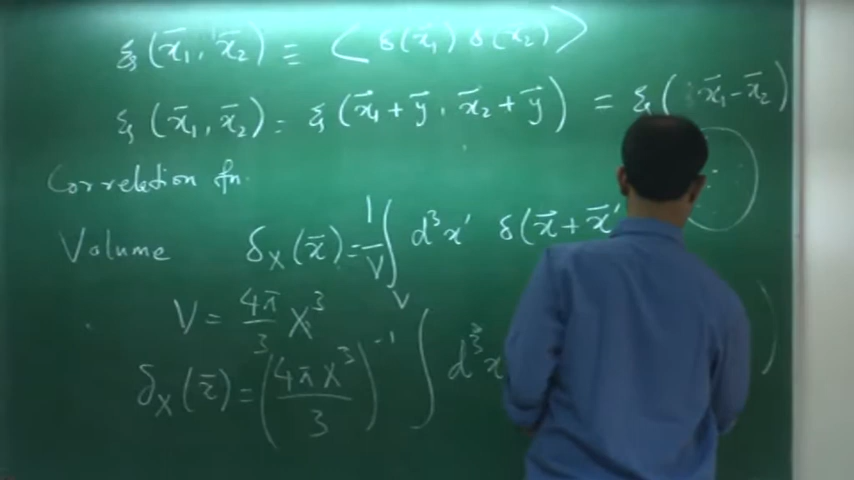 ξ(x̄₁, x̄₂) ≡ ⟨δ(x̄₁) δ(x̄₂)⟩
ξ(x̄₁, x̄₂) = ξ(x̄₁ + ȳ, x̄₂ + ȳ) = ξ(x̄₁ - x̄₂)
Correlation fn.
Volume δ_X(x̄) = 1/V ∫_V d³x′ δ(x̄ + x̄′
V = 4π/3 X³
δ_X(x̄) = (4πX³/3)⁻¹ ∫ d³x )